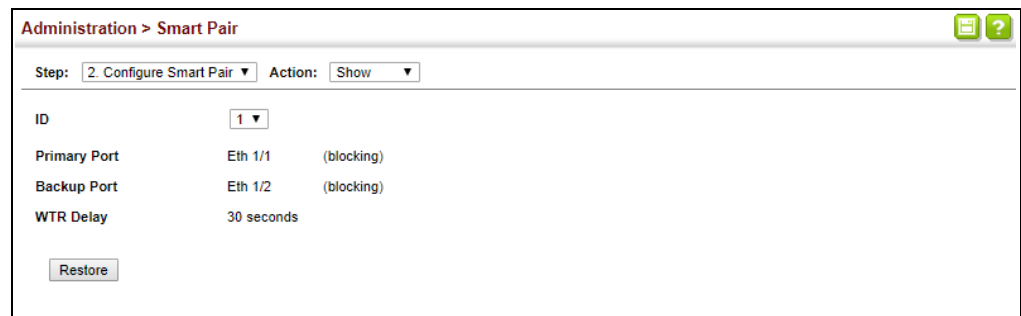 Administration > Smart Pair ?
Step: 2. Configure Smart Pair ▼ Action: Show ▼
ID 1 ▼
Primary Port Eth 1/1 (blocking)
Backup Port Eth 1/2 (blocking)
WTR Delay 30 seconds
Restore